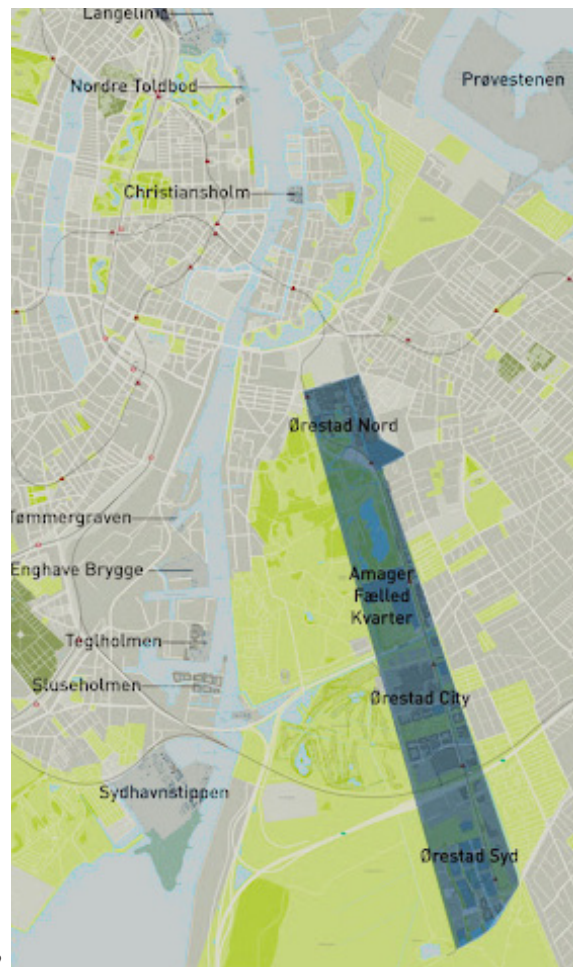 Langelinie
Nordre Toldbod
Prøvestenen
Christiansholm
Ørestad Nord
Tømmergraven
Enghave Brygge
Amager
Fælled
Kvarter
Teglholmen
Sluseholmen
Ørestad City
Sydhavnstippen
Ørestad Syd